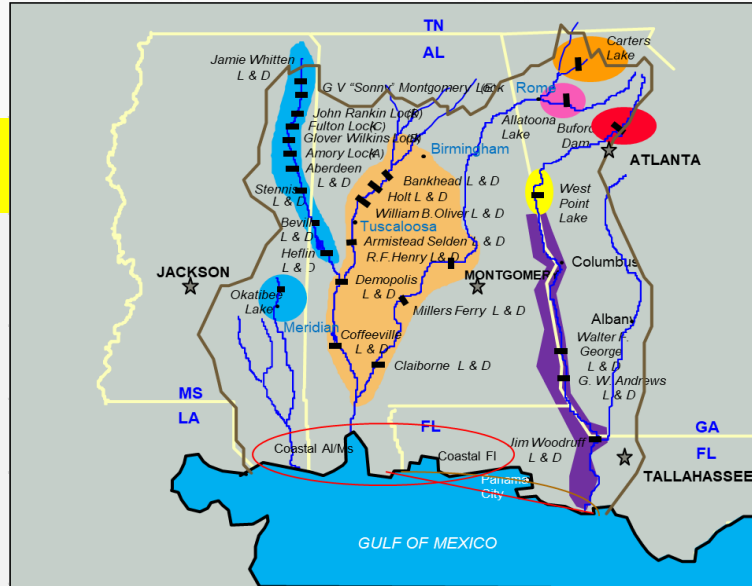 TN
AL
Carters
Lake
Jamie Whitten
L & D
G V "Sonny" Montgomery Lock
Rome
John Rankin Lock
Fulton Lock(C)
Glover Wilkins Lock
Amory Lock(A)
Aberdeen
L & D
Allatoona
Lake
Buford
Dam
ATLANTA
Birmingham
Stennis
L & D
Bankhead L & D
Holt L & D
William B.Oliver L & D
West
Point
Lake
Bevill
L & D
Tuscaloosa
Armistead Selden L & D
R.F.Henry L & D
Heflin
L & D
JACKSON
Okatibee
Lake
Demopolis
L & D
MONTGOMER
Columbus
Meridian
Millers Ferry L & D
Albany
Coffeeville
L & D
Walter F.
George
L & D
Claiborne L & D
G. W. Andrews
L & D
MS
LA
FL
GA
FL
Jim Woodruff
L & D
Coastal Al/Ms
Coastal Fl
TALLAHASSEE
Panama
City
GULF OF MEXICO